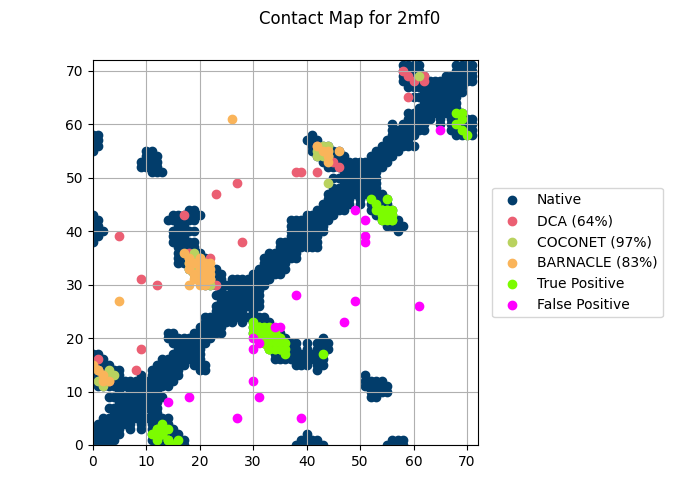 Contact Map for 2mf0
70
60
50
40
30
20
10
0
0 10 20 30 40 50 60 70
Native
DCA (64%)
COCONET (97%)
BARNACLE (83%)
True Positive
False Positive